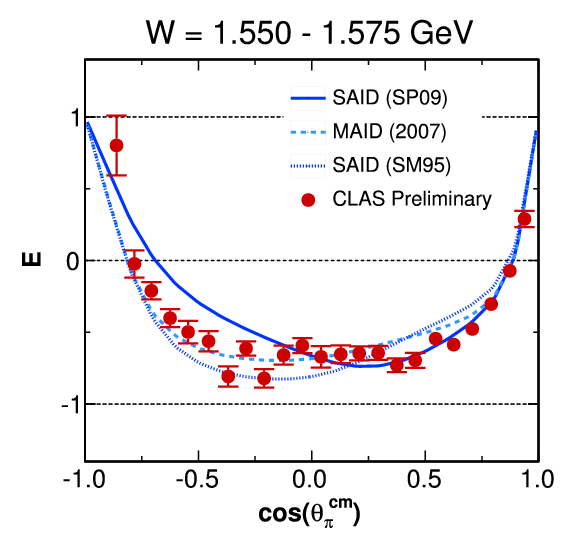 W = 1.550 - 1.575 GeV
SAID (SP09)
MAID (2007)
SAID (SM95)
CLAS Preliminary
1
0
-1
E
-1.0 -0.5 0.0 0.5 1.0
cos(θπcm)